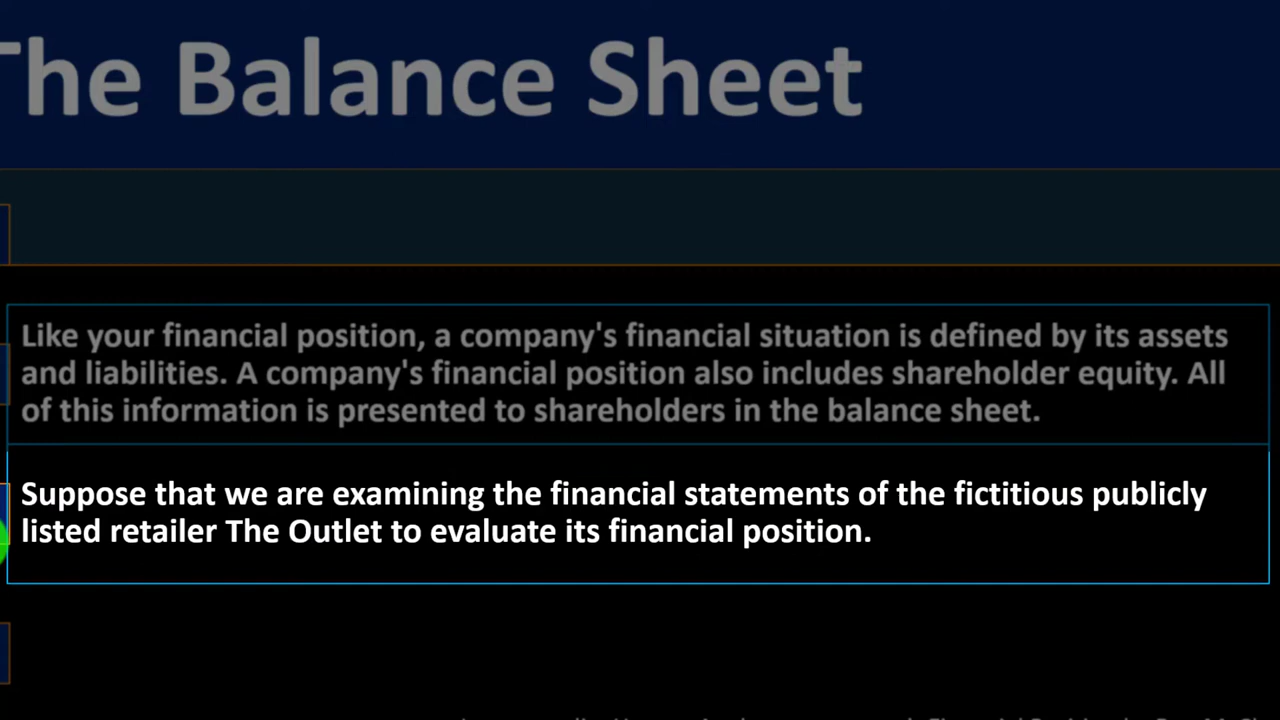 The Balance Sheet
Like your financial position, a company's financial situation is defined by its assets
and liabilities. A company's financial position also includes shareholder equity. All
of this information is presented to shareholders in the balance sheet.
Suppose that we are examining the financial statements of the fictitious publicly
listed retailer The Outlet to evaluate its financial position.